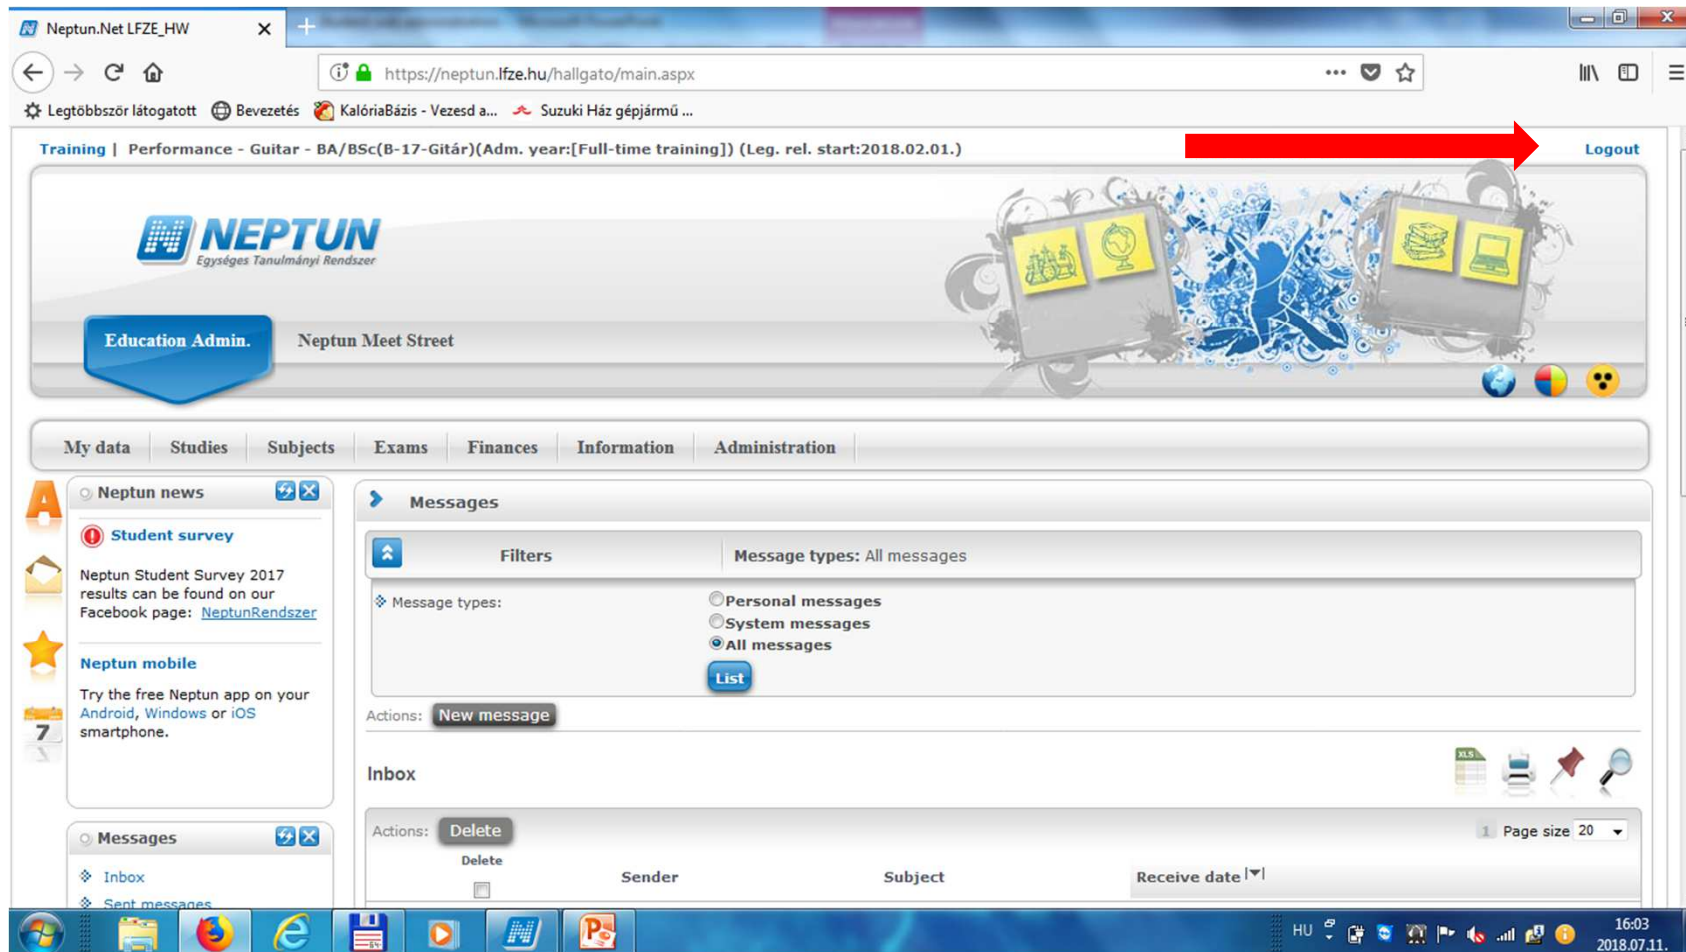 Neptun.Net LFZE_HW
https://neptun.lfze.hu/hallgato/main.aspx
Legtöbbször látogatott Bevezetés KalóriaBázis - Vezesd a... Suzuki Ház gépjármű ...
Training | Performance - Guitar - BA/BSc(B-17-Gitár)(Adm. year:[Full-time training]) (Leg. rel. start:2018.02.01.) Logout
NEPTUN
Egységes Tanulmányi Rendszer
Education Admin. Neptun Meet Street
My data Studies Subjects Exams Finances Information Administration
Neptun news
Student survey
Neptun Student Survey 2017
results can be found on our
Facebook page: NeptunRendszer
Neptun mobile
Try the free Neptun app on your
Android, Windows or iOS
smartphone.
7
Messages
Inbox
Sent messages
Messages
Filters Message types: All messages
Message types:
Personal messages
System messages
All messages
List
Actions: New message
Inbox
XLS
Actions: Delete 1 Page size 20
Delete Sender Subject Receive date
HU 16:03
2018.07.11.